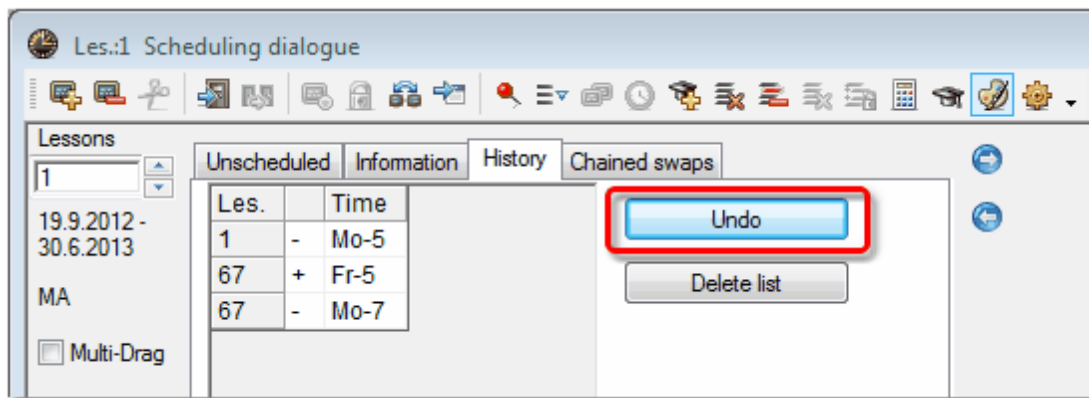 Les.:1 Scheduling dialogue
Lessons
1
19.9.2012 -
30.6.2013
MA
Multi-Drag
Unscheduled Information History Chained swaps
Les. Time
1 - Mo-5
67 + Fr-5
67 - Mo-7
Undo
Delete list